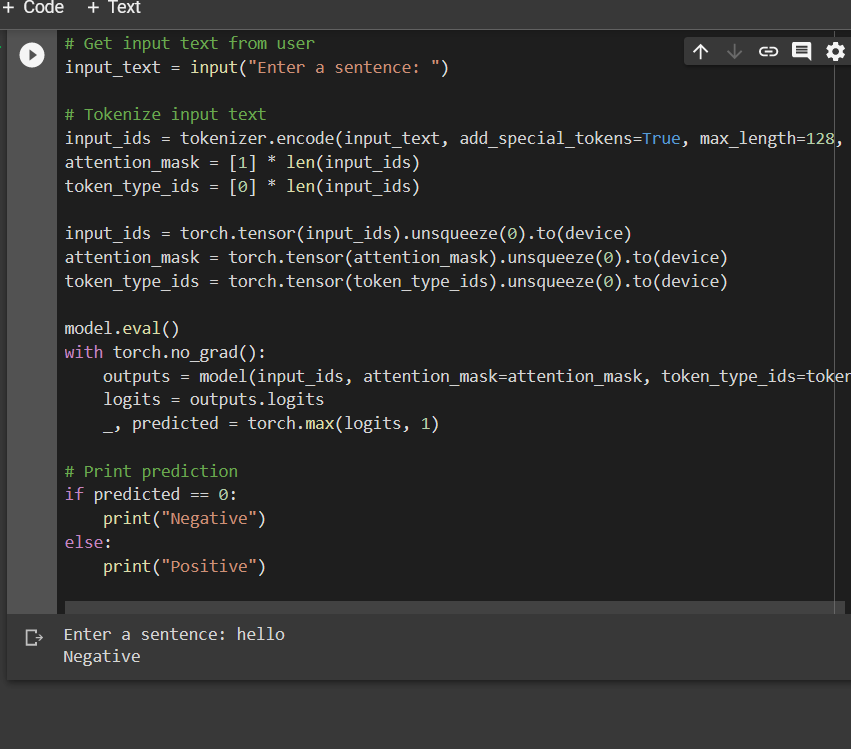 + Code + Text
# Get input text from user
input_text = input("Enter a sentence: ")
# Tokenize input text
input_ids = tokenizer.encode(input_text, add_special_tokens=True, max_length=128,
attention_mask = [1] * len(input_ids)
token_type_ids = [0] * len(input_ids)
input_ids = torch.tensor(input_ids).unsqueeze(0).to(device)
attention_mask = torch.tensor(attention_mask).unsqueeze(0).to(device)
token_type_ids = torch.tensor(token_type_ids).unsqueeze(0).to(device)
model.eval()
with torch.no_grad():
    outputs = model(input_ids, attention_mask=attention_mask, token_type_ids=token
    logits = outputs.logits
    _, predicted = torch.max(logits, 1)
# Print prediction
if predicted == 0:
    print("Negative")
else:
    print("Positive")
Enter a sentence: hello
Negative